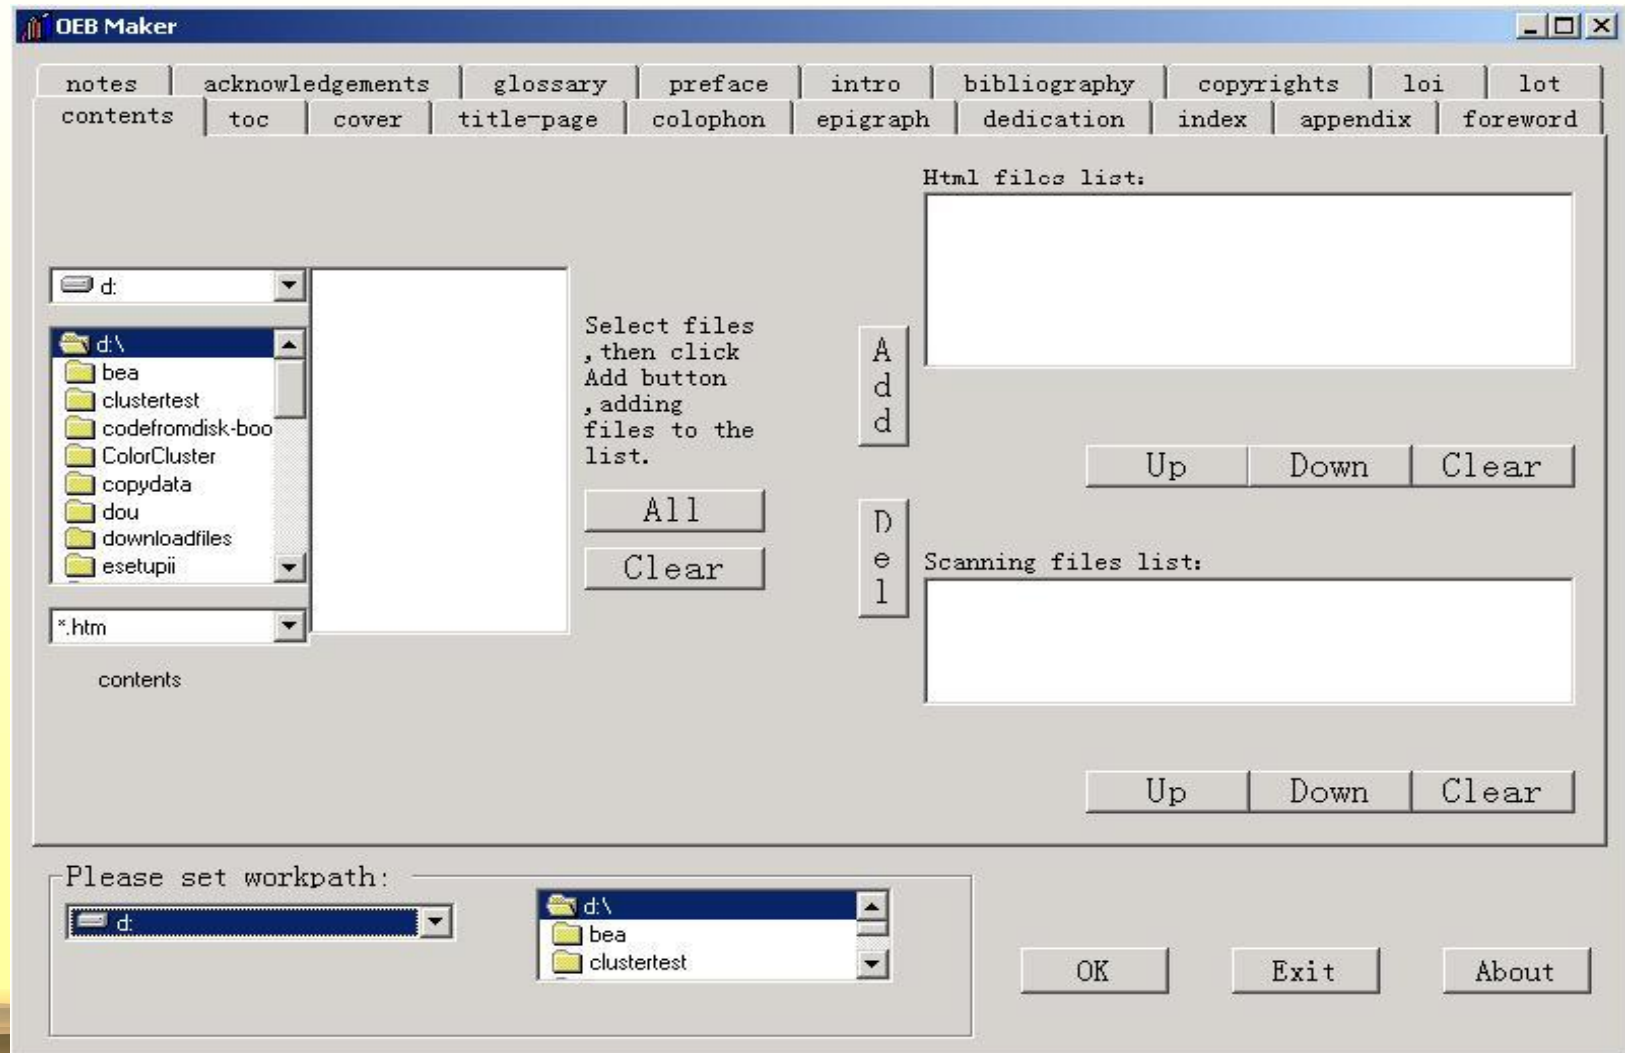 OEB Maker
notes acknowledgements glossary preface intro bibliography copyrights loi lot
contents toc cover title-page colophon epigraph dedication index appendix foreword
Html files list:
d:
d:\
bea
clustertest
codefromdisk-boo
ColorCluster
copydata
dou
downloadfiles
esetupii
*.htm
contents
Select files
,then click
Add button
,adding
files to the
list.
All
Clear
Add
Del
Up Down Clear
Scanning files list:
Up Down Clear
Please set workpath:
d:
d:\
bea
clustertest
OK Exit About